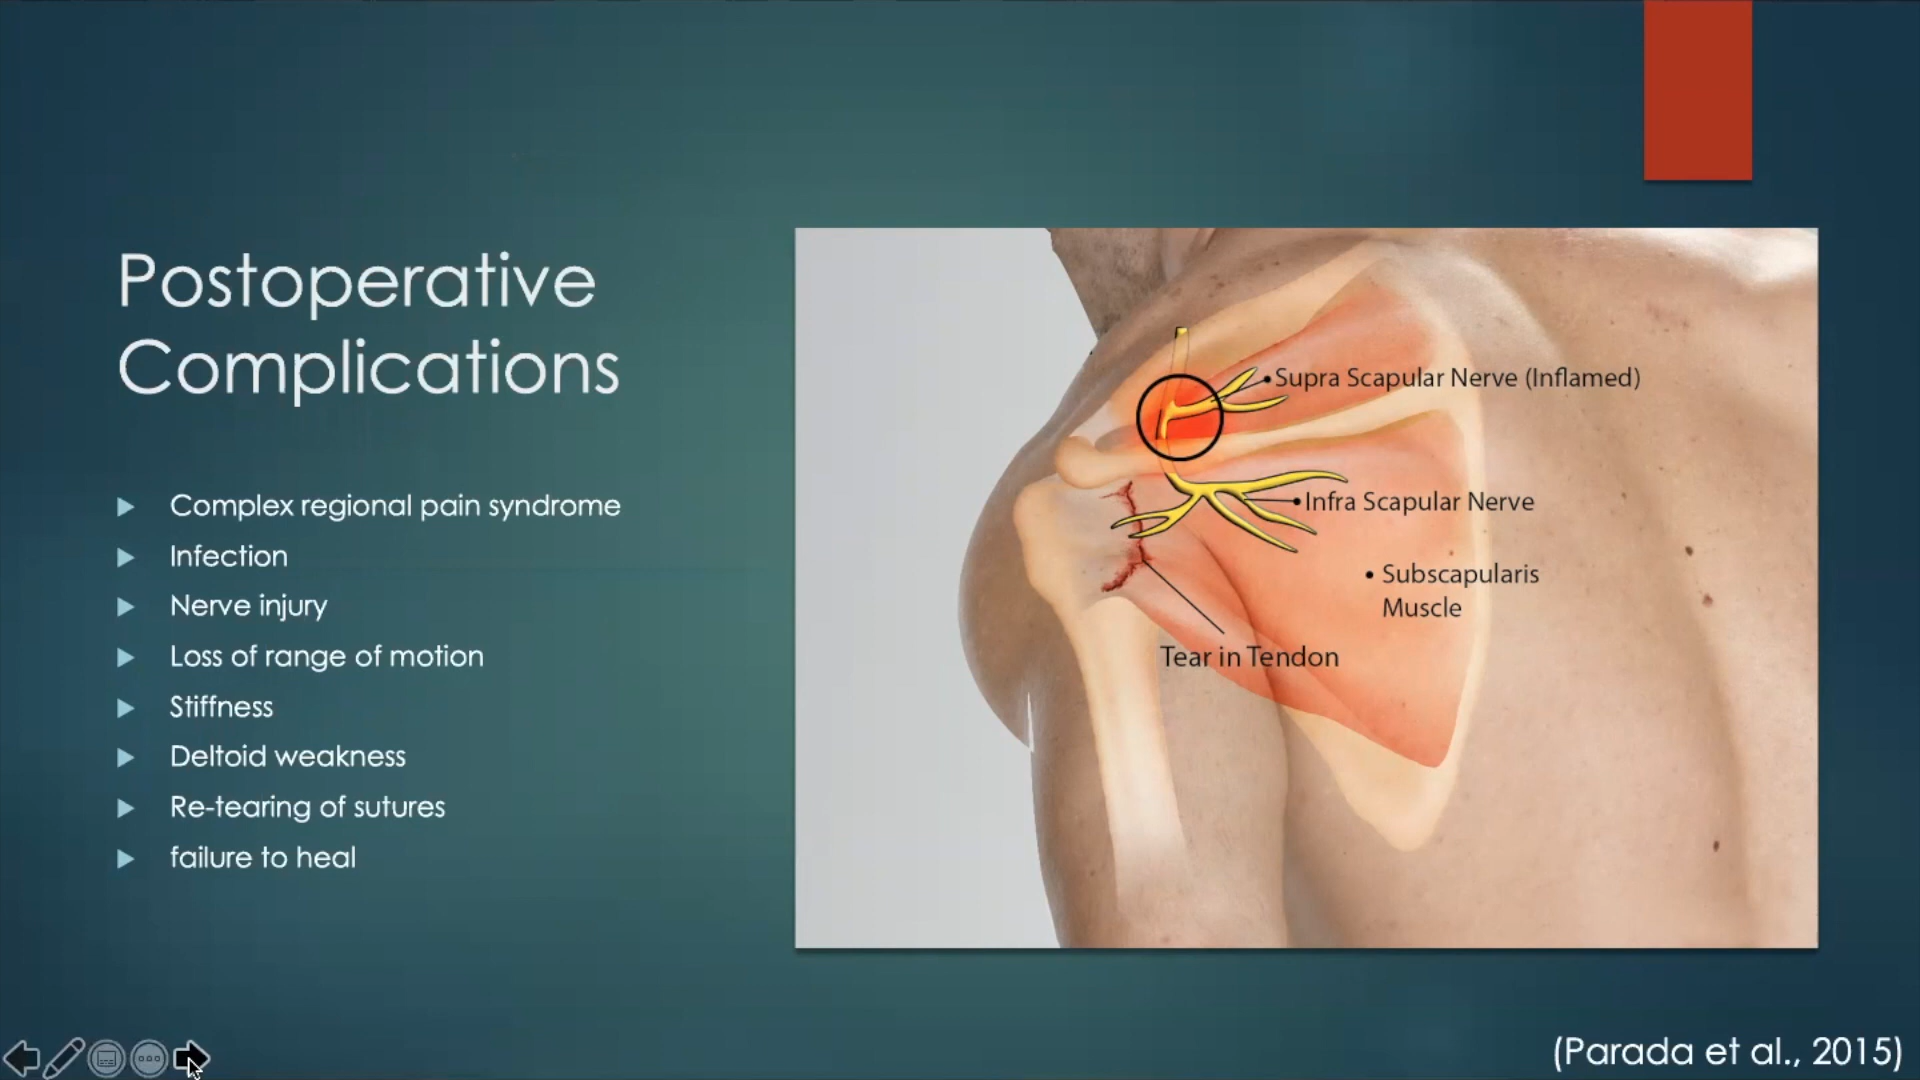 Postoperative
Complications
Complex regional pain syndrome
Infection
Nerve injury
Loss of range of motion
Stiffness
Deltoid weakness
Re-tearing of sutures
failure to heal
Supra Scapular Nerve (Inflamed)
Infra Scapular Nerve
• Subscapularis
Muscle
Tear in Tendon
(Parada et al., 2015)